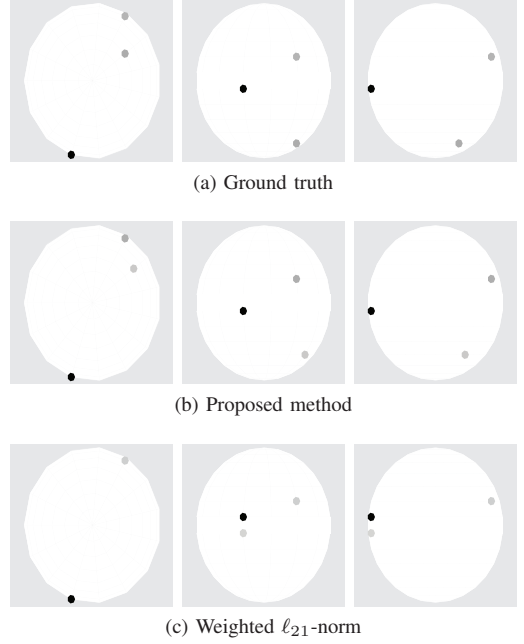 (a) Ground truth
(b) Proposed method
(c) Weighted ℓ₂₁-norm